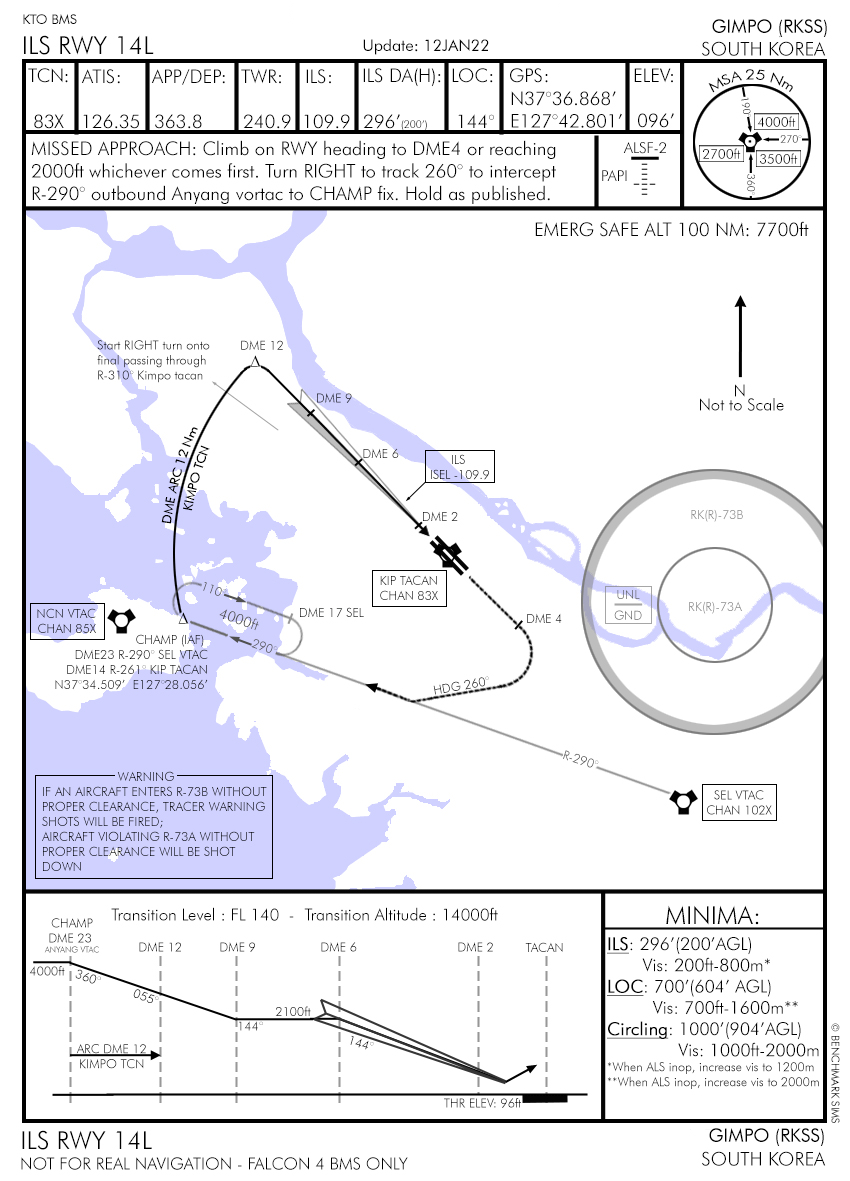 KTO BMS
ILS RWY 14L
Update: 12JAN22
GIMPO (RKSS)
SOUTH KOREA
TCN:
83X
ATIS:
126.35
APP/DEP:
363.8
TWR:
240.9
ILS:
109.9
ILS DA(H):
296'(200')
LOC:
144°
GPS:
N37°36.868'
E127°42.801'
ELEV:
096'
MSA 25 Nm
190
4000ft
270°
2700ft
3500ft
360°
MISSED APPROACH: Climb on RWY heading to DME4 or reaching
2000ft whichever comes first. Turn RIGHT to track 260° to intercept
R-290° outbound Anyang vortac to CHAMP fix. Hold as published.
ALSF-2
PAPI
EMERG SAFE ALT 100 NM: 7700ft
N
Not to Scale
Start RIGHT turn onto
final passing through
R-310° Kimpo tacan
DME 12
DME 9
DME 6
ILS
ISEL -109.9
DME 2
DME ARC 12 Nm
KIMPO TCN
KIP TACAN
CHAN 83X
RK(R)-73B
RK(R)-73A
UNL
GND
110°
4000ft
DME 17 SEL
290°
DME 4
NCN VTAC
CHAN 85X
CHAMP (IAF)
DME23 R-290° SEL VTAC
DME14 R-261° KIP TACAN
N37°34.509' E127°28.056'
HDG 260°
R-290°
SEL VTAC
CHAN 102X
WARNING
IF AN AIRCRAFT ENTERS R-73B WITHOUT
PROPER CLEARANCE, TRACER WARNING
SHOTS WILL BE FIRED;
AIRCRAFT VIOLATING R-73A WITHOUT
PROPER CLEARANCE WILL BE SHOT
DOWN
Transition Level : FL 140 - Transition Altitude : 14000ft
CHAMP
DME 23
ANYANG VTAC
DME 12
DME 9
DME 6
DME 2
TACAN
4000ft
360°
055°
2100ft
144°
144°
ARC DME 12
KIMPO TCN
THR ELEV: 96ft
MINIMA:
ILS: 296'(200'AGL)
Vis: 200ft-800m*
LOC: 700'(604' AGL)
Vis: 700ft-1600m**
Circling: 1000'(904'AGL)
Vis: 1000ft-2000m
*When ALS inop, increase vis to 1200m
**When ALS inop, increase vis to 2000m
© BENCHMARK SIMS
ILS RWY 14L
NOT FOR REAL NAVIGATION - FALCON 4 BMS ONLY
GIMPO (RKSS)
SOUTH KOREA